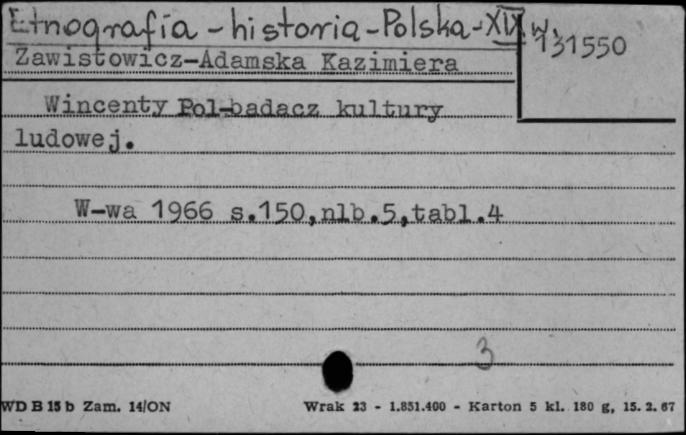 Etnografia - historia - Polska - XIX w.
131550
Zawistowicz-Adamska Kazimiera
Wincenty Pol-badacz kultury
ludowej.
W-wa 1966 s.150,nlb.5,tabl.4
3
WD B 15 b Zam. 14/ON Wrak 23 - 1.851.400 - Karton 5 kl. 180 g, 15. 2. 67